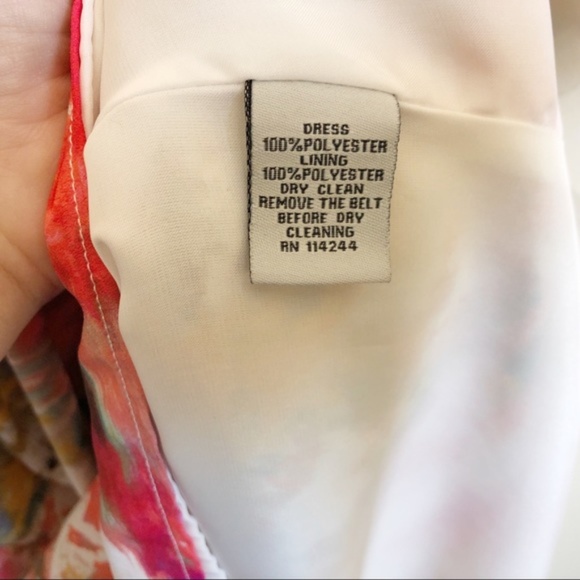 DRESS
100%POLYESTER
LINING
100%POLYESTER
DRY CLEAN
REMOVE THE BELT
BEFORE DRY
CLEANING
RN 114244